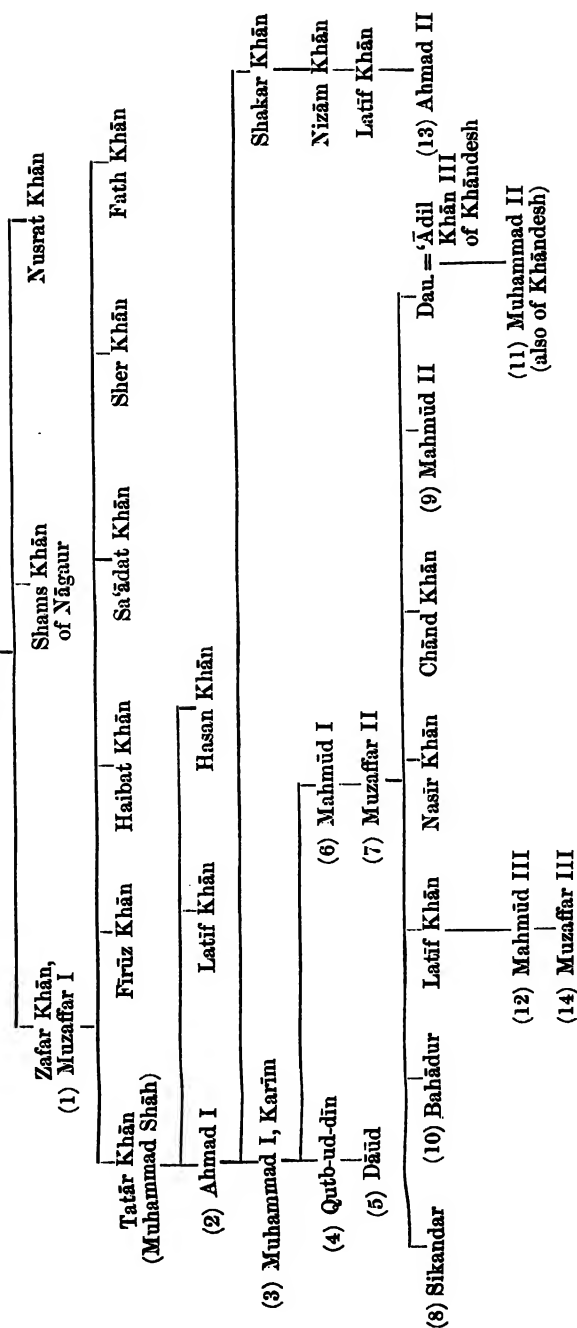 Zafar Khān,
(1) Muzaffar I
Shams Khān
of Nāgaur
Nusrat Khān
Tatār Khān
(Muhammad Shāh)
Fīrūz Khān
Haibat Khān
Sa'ādat Khān
Sher Khān
Fath Khān
(2) Ahmad I
Latīf Khān
Hasan Khān
(3) Muhammad I, Karīm
Shakar Khān
(4) Qutb-ud-dīn
(6) Mahmūd I
Nizām Khān
(5) Dāūd
(7) Muzaffar II
Latīf Khān
(8) Sikandar
(10) Bahādur
Latīf Khān
Nasīr Khān
Chānd Khān
(9) Mahmūd II
Dau. = 'Ādil
Khān III
of Khāndesh
(13) Ahmad II
(12) Mahmūd III
(11) Muhammad II
(also of Khāndesh)
(14) Muzaffar III